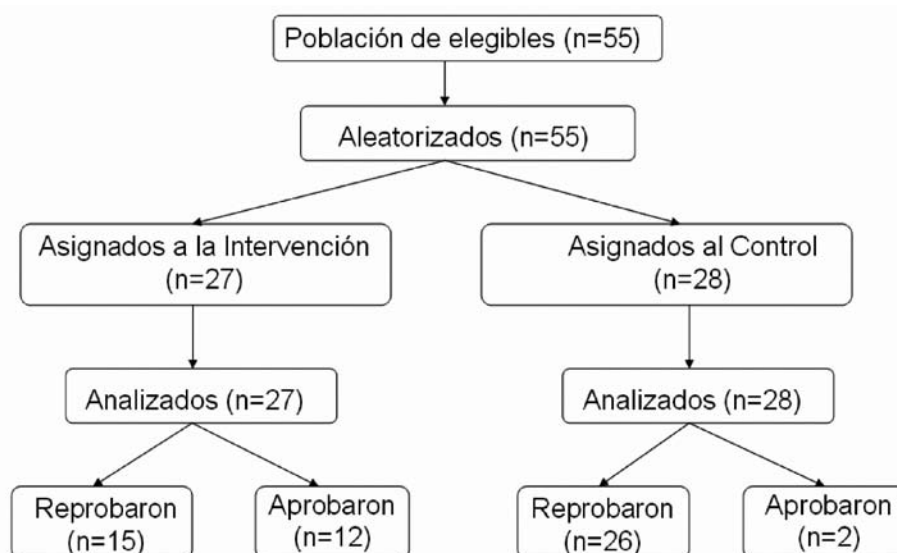 Población de elegibles (n=55)
Aleatorizados (n=55)
Asignados a la Intervención
(n=27)
Asignados al Control
(n=28)
Analizados (n=27)
Analizados (n=28)
Reprobaron
(n=15)
Aprobaron
(n=12)
Reprobaron
(n=26)
Aprobaron
(n=2)